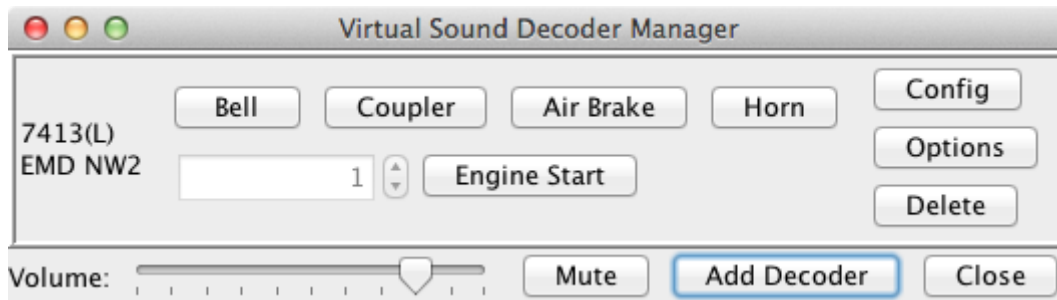 Virtual Sound Decoder Manager
7413(L)
EMD NW2
Bell Coupler Air Brake Horn
1 Engine Start
Config
Options
Delete
Volume: Mute Add Decoder Close